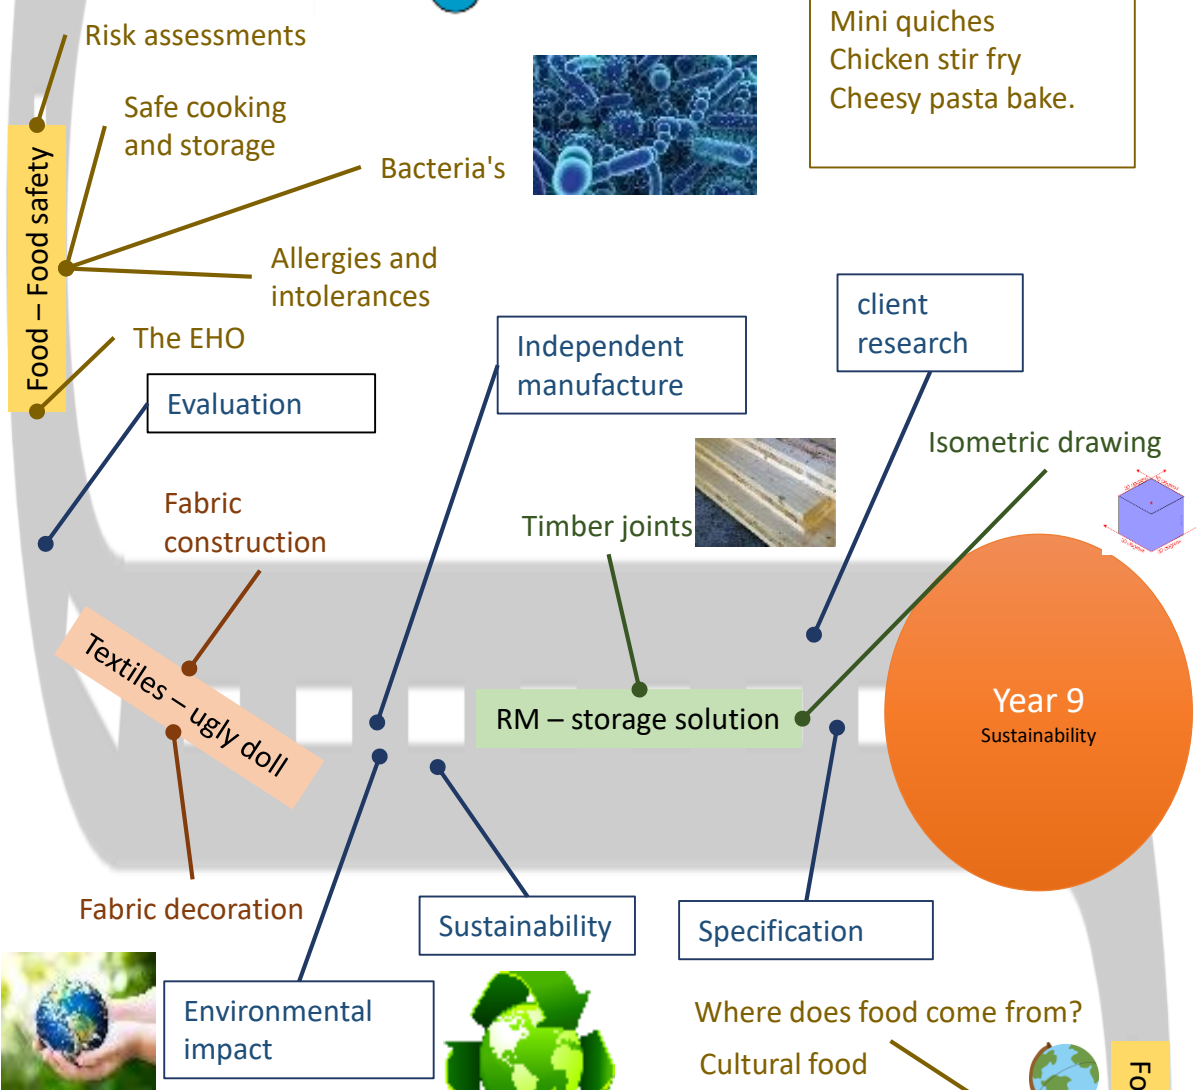 Risk assessments
Mini quiches
Chicken stir fry
Cheesy pasta bake.
Safe cooking
and storage
Bacteria's
Food – Food safety
Allergies and
intolerances
The EHO
Evaluation
Independent
manufacture
client
research
Isometric drawing
Fabric
construction
Timber joints
Textiles – ugly doll
RM – storage solution
Year 9
Sustainability
Fabric decoration
Sustainability
Specification
Environmental
impact
Where does food come from?
Cultural food
Fo